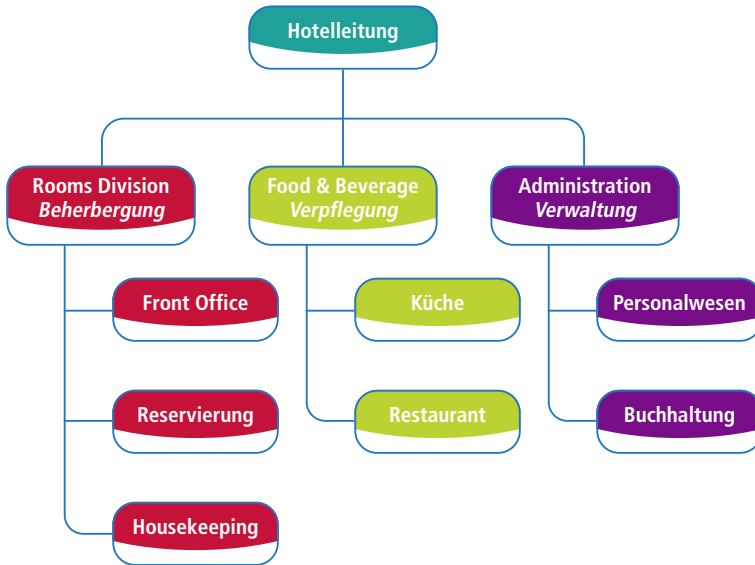 Hotelleitung
Rooms Division
Beherbergung
Food & Beverage
Verpflegung
Administration
Verwaltung
Front Office
Küche
Personalwesen
Reservierung
Restaurant
Buchhaltung
Housekeeping